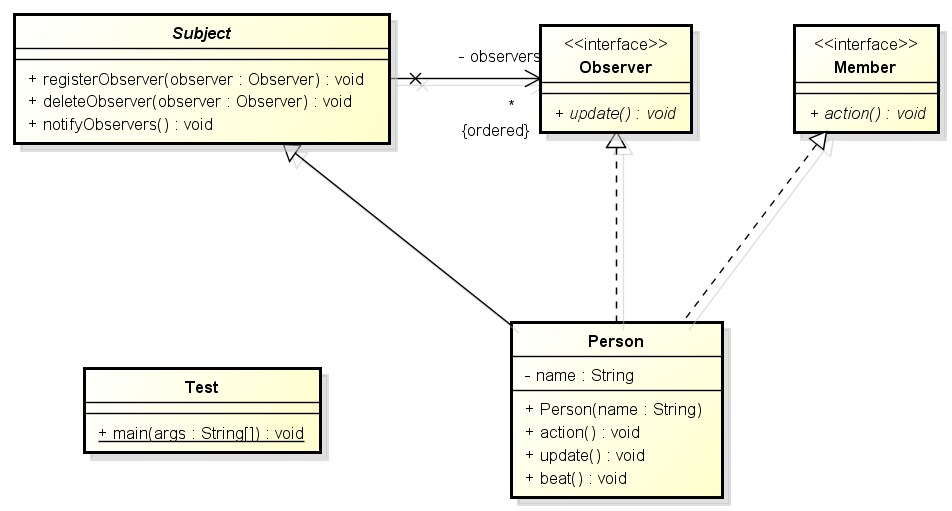 Subject
+ registerObserver(observer : Observer) : void
+ deleteObserver(observer : Observer) : void
+ notifyObservers() : void
- observers
*
{ordered}
<<interface>>
Observer
+ update() : void
<<interface>>
Member
+ action() : void
Test
+ main(args : String[]) : void
Person
- name : String
+ Person(name : String)
+ action() : void
+ update() : void
+ beat() : void